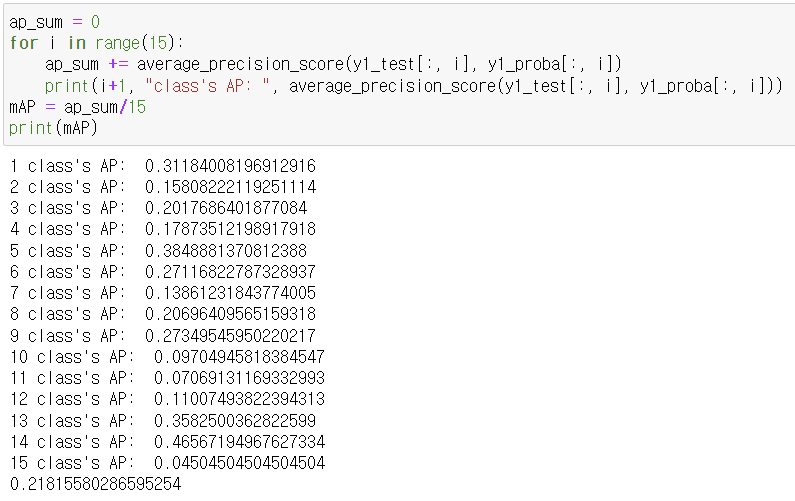 ap_sum = 0
for i in range(15):
    ap_sum += average_precision_score(y1_test[:, i], y1_proba[:, i])
    print(i+1, "class's AP: ", average_precision_score(y1_test[:, i], y1_proba[:, i]))
mAP = ap_sum/15
print(mAP)
1 class's AP:  0.31184008196912916
2 class's AP:  0.15808222119251114
3 class's AP:  0.2017686401877084
4 class's AP:  0.17873512198917918
5 class's AP:  0.3848881370812388
6 class's AP:  0.27116822787328937
7 class's AP:  0.13861231843774005
8 class's AP:  0.20696409565159318
9 class's AP:  0.27349545950220217
10 class's AP:  0.09704945818384547
11 class's AP:  0.07069131169332993
12 class's AP:  0.11007493822394313
13 class's AP:  0.3582500362822599
14 class's AP:  0.46567194967627334
15 class's AP:  0.04504504504504504
0.21815580286595254